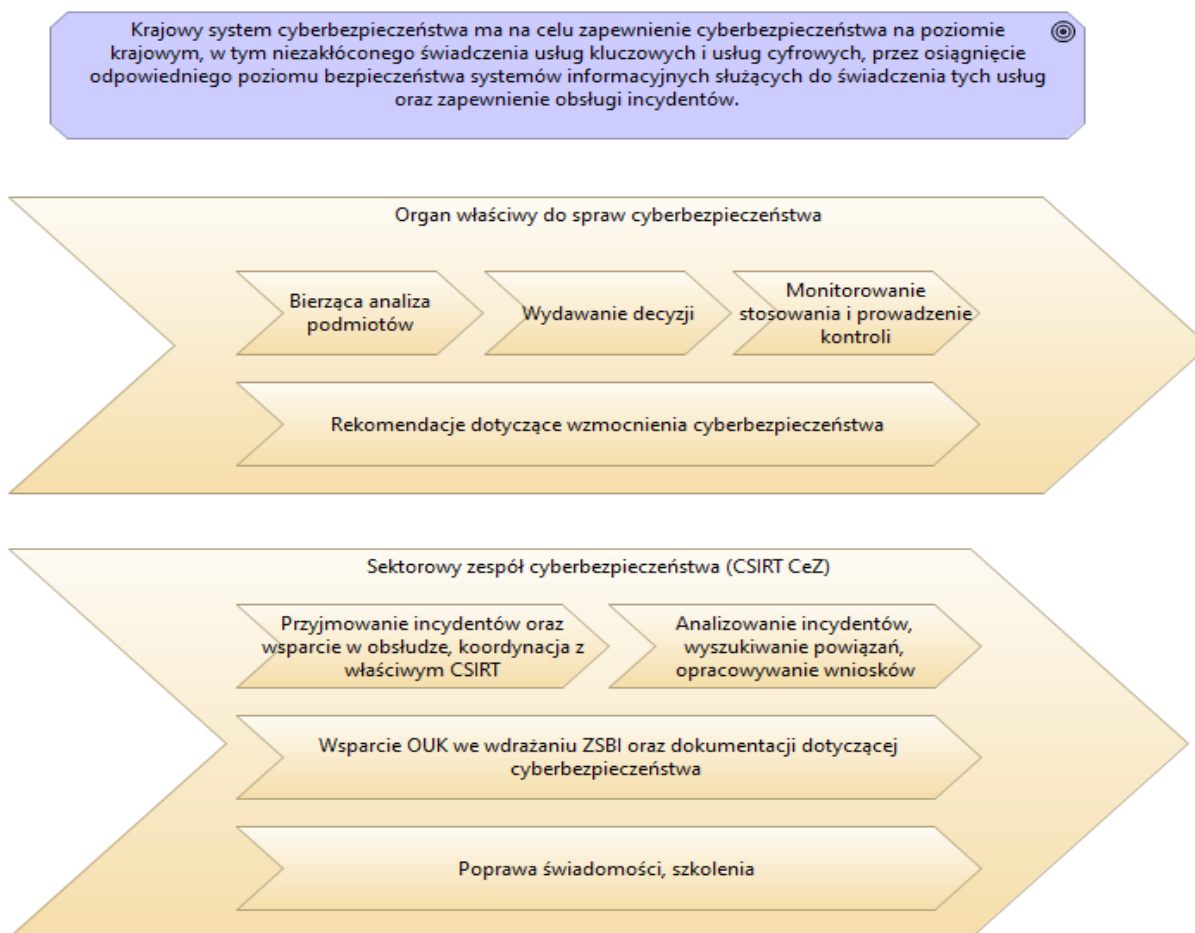 Krajowy system cyberbezpieczeństwa ma na celu zapewnienie cyberbezpieczeństwa na poziomie
krajowym, w tym niezakłóconego świadczenia usług kluczowych i usług cyfrowych, przez osiągnięcie
odpowiedniego poziomu bezpieczeństwa systemów informacyjnych służących do świadczenia tych usług
oraz zapewnienie obsługi incydentów.
Organ właściwy do spraw cyberbezpieczeństwa
Bierząca analiza
podmiotów
Wydawanie decyzji
Monitorowanie
stosowania i prowadzenie
kontroli
Rekomendacje dotyczące wzmocnienia cyberbezpieczeństwa
Sektorowy zespół cyberbezpieczeństwa (CSIRT CeZ)
Przyjmowanie incydentów oraz
wsparcie w obsłudze, koordynacja z
właściwym CSIRT
Analizowanie incydentów,
wyszukiwanie powiązań,
opracowywanie wniosków
Wsparcie OUK we wdrażaniu ZSBI oraz dokumentacji dotyczącej
cyberbezpieczeństwa
Poprawa świadomości, szkolenia